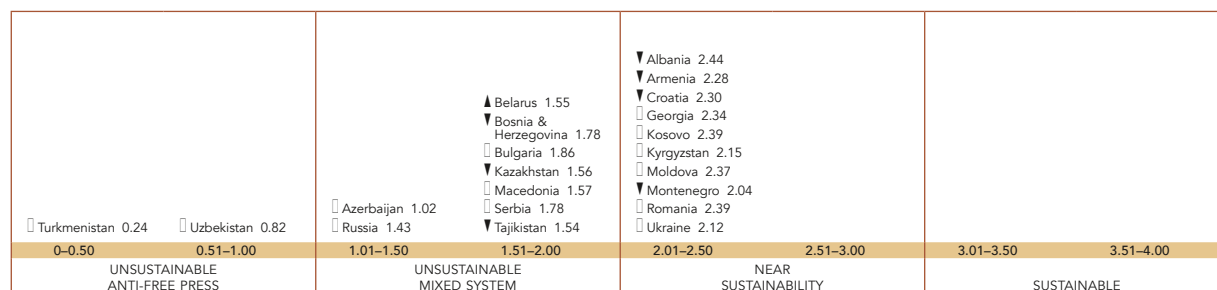 ▼ Albania 2.44
▼ Armenia 2.28
▼ Croatia 2.30
▯ Georgia 2.34
▯ Kosovo 2.39
▯ Kyrgyzstan 2.15
▯ Moldova 2.37
▼ Montenegro 2.04
▯ Romania 2.39
▯ Ukraine 2.12
▲ Belarus 1.55
▼ Bosnia &
Herzegovina 1.78
▯ Bulgaria 1.86
▼ Kazakhstan 1.56
▯ Macedonia 1.57
▯ Serbia 1.78
▼ Tajikistan 1.54
▯ Azerbaijan 1.02
▯ Russia 1.43
▯ Turkmenistan 0.24
▯ Uzbekistan 0.82
0–0.50
0.51–1.00
1.01–1.50
1.51–2.00
2.01–2.50
2.51–3.00
3.01–3.50
3.51–4.00
UNSUSTAINABLE
ANTI-FREE PRESS
UNSUSTAINABLE
MIXED SYSTEM
NEAR
SUSTAINABILITY
SUSTAINABLE